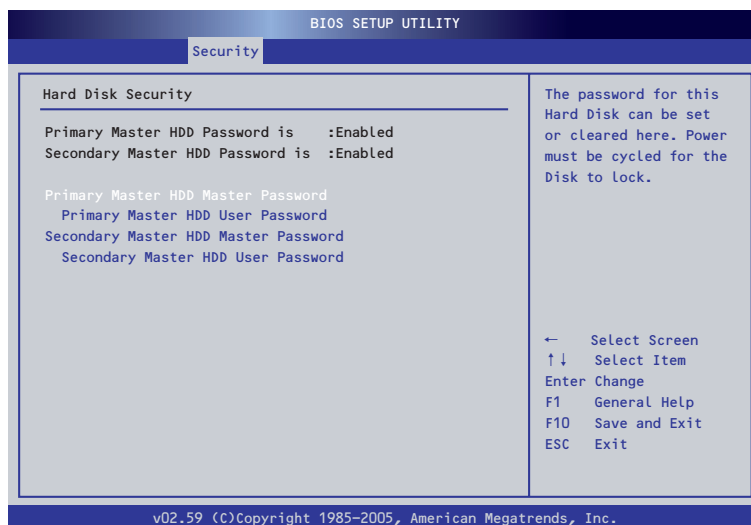 BIOS SETUP UTILITY
Security
Hard Disk Security
Primary Master HDD Password is :Enabled
Secondary Master HDD Password is :Enabled
Primary Master HDD Master Password
Primary Master HDD User Password
Secondary Master HDD Master Password
Secondary Master HDD User Password
The password for this
Hard Disk can be set
or cleared here. Power
must be cycled for the
Disk to lock.
← Select Screen
↑↓ Select Item
Enter Change
F1 General Help
F10 Save and Exit
ESC Exit
v02.59 (C)Copyright 1985-2005, American Megatrends, Inc.